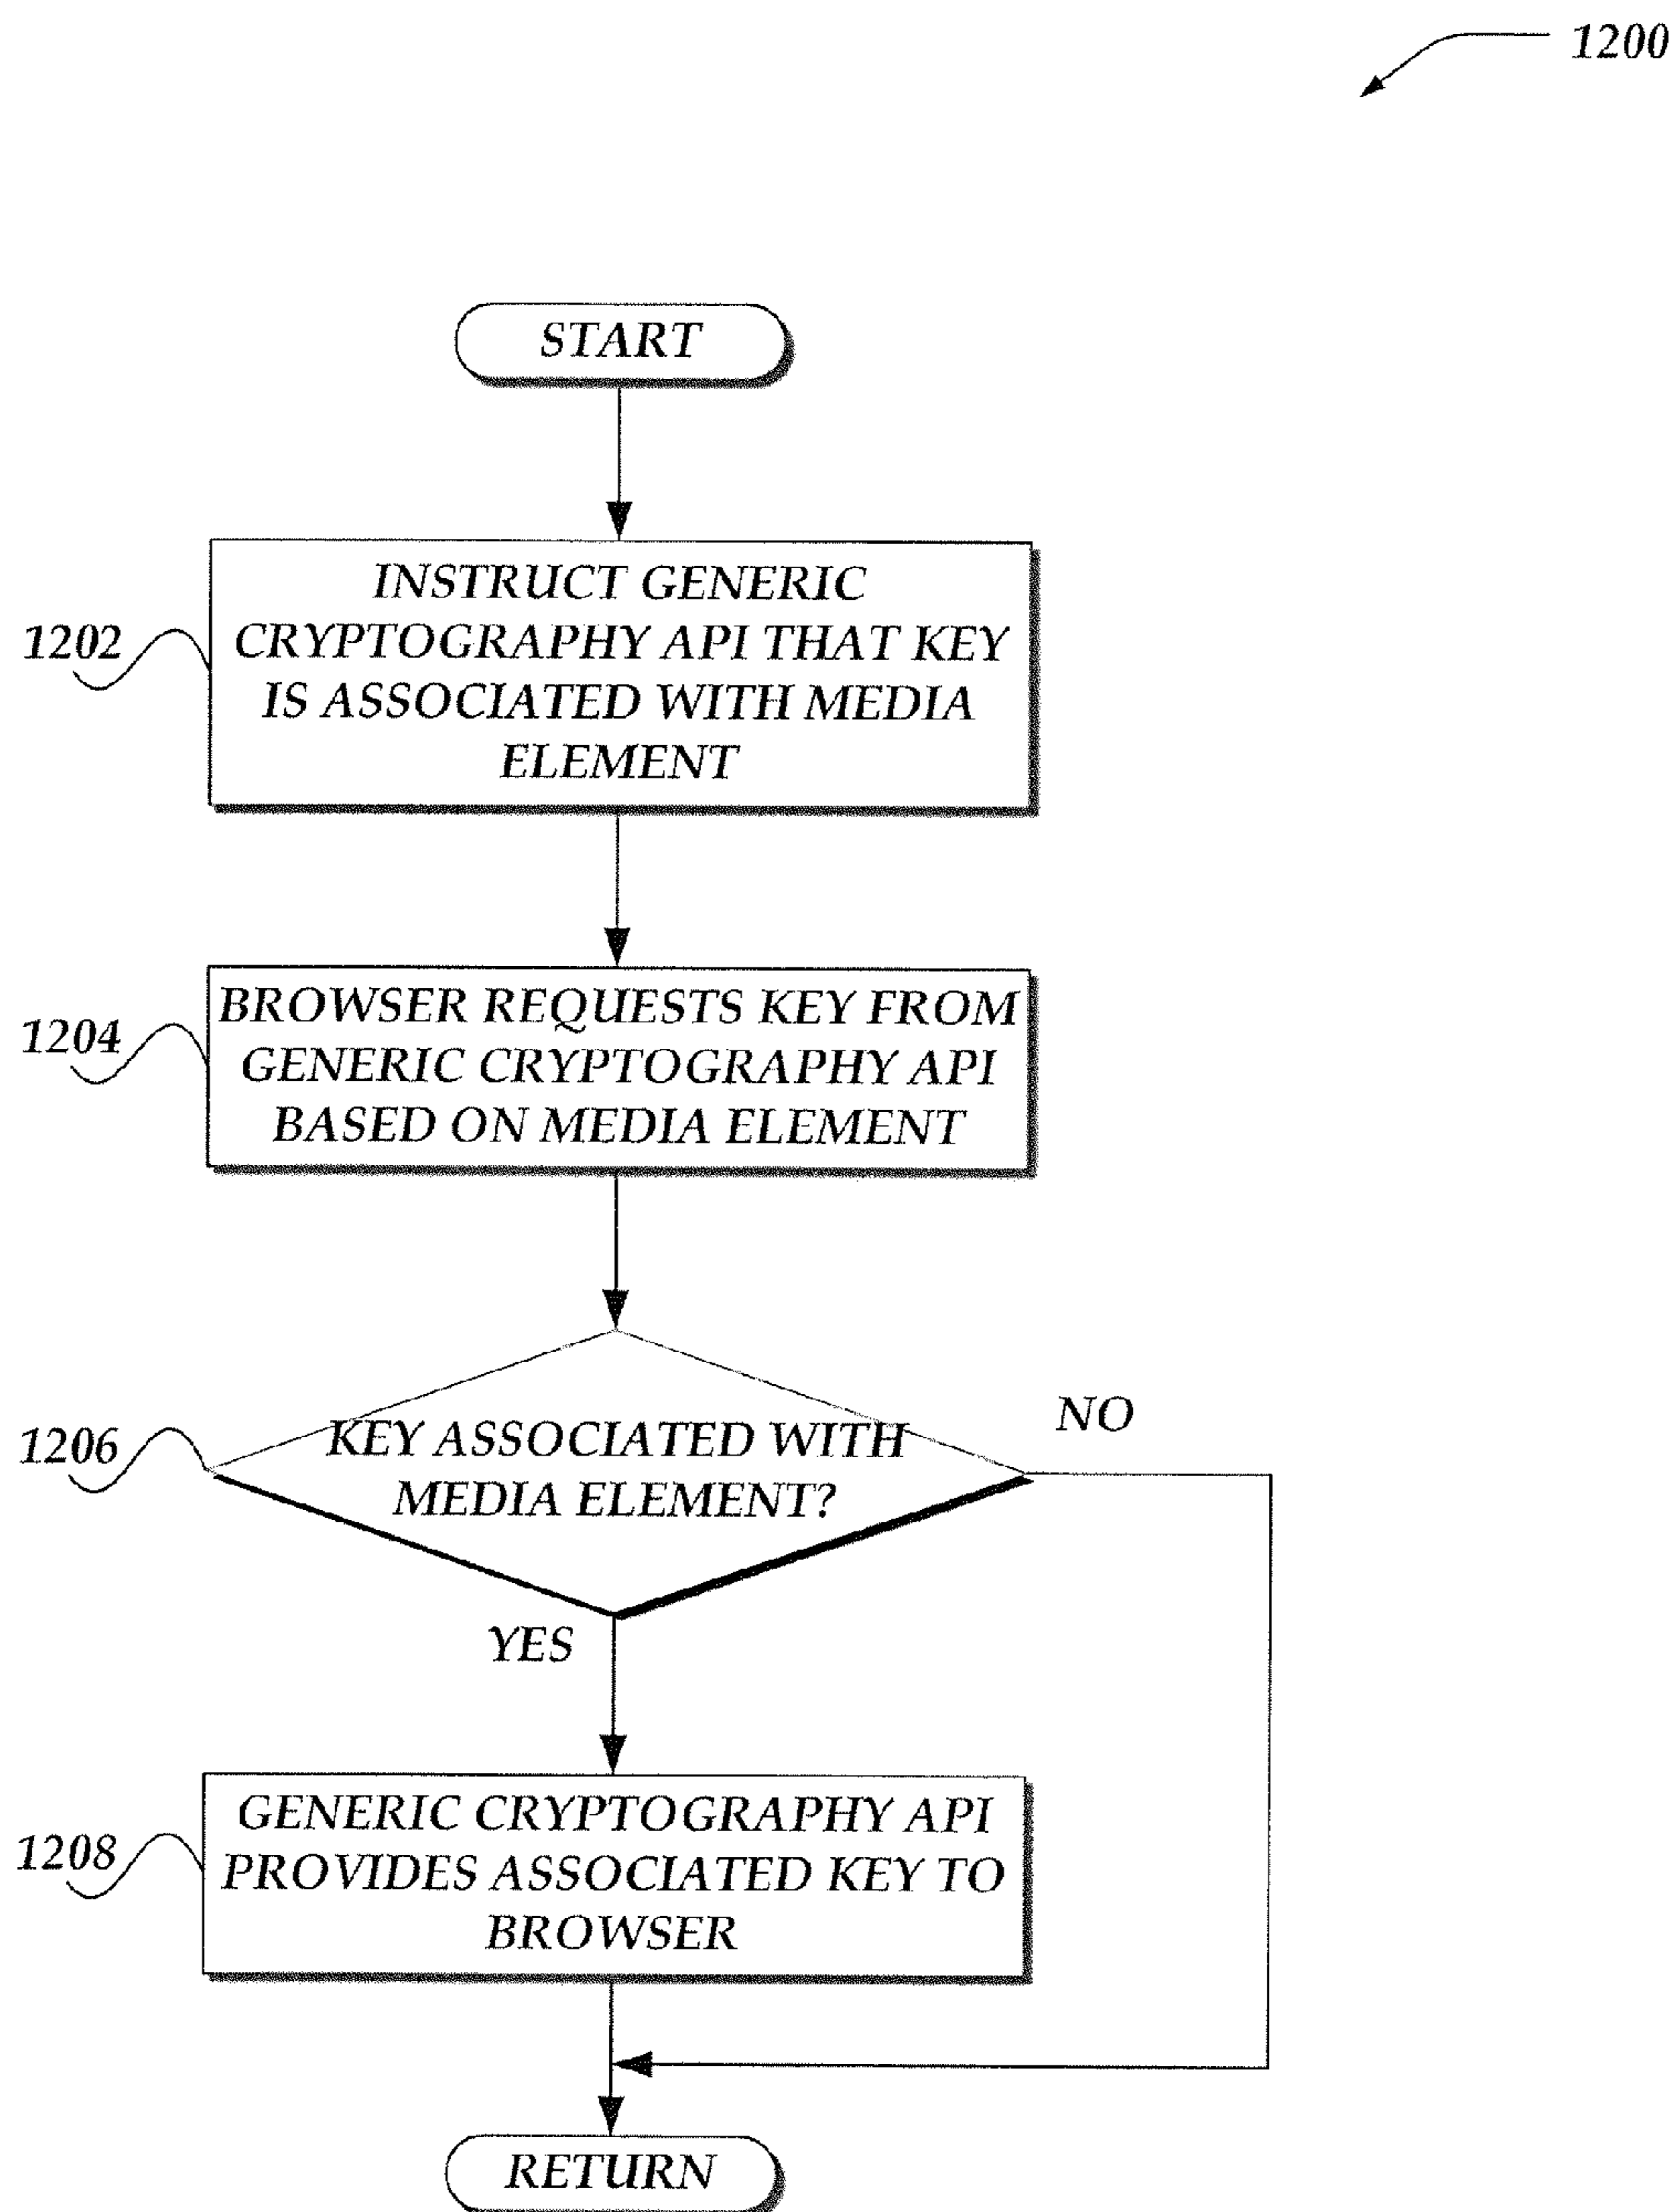 1200
START
1202
INSTRUCT GENERIC
CRYPTOGRAPHY API THAT KEY
IS ASSOCIATED WITH MEDIA
ELEMENT
1204
BROWSER REQUESTS KEY FROM
GENERIC CRYPTOGRAPHY API
BASED ON MEDIA ELEMENT
1206
KEY ASSOCIATED WITH
MEDIA ELEMENT?
NO
YES
1208
GENERIC CRYPTOGRAPHY API
PROVIDES ASSOCIATED KEY TO
BROWSER
RETURN